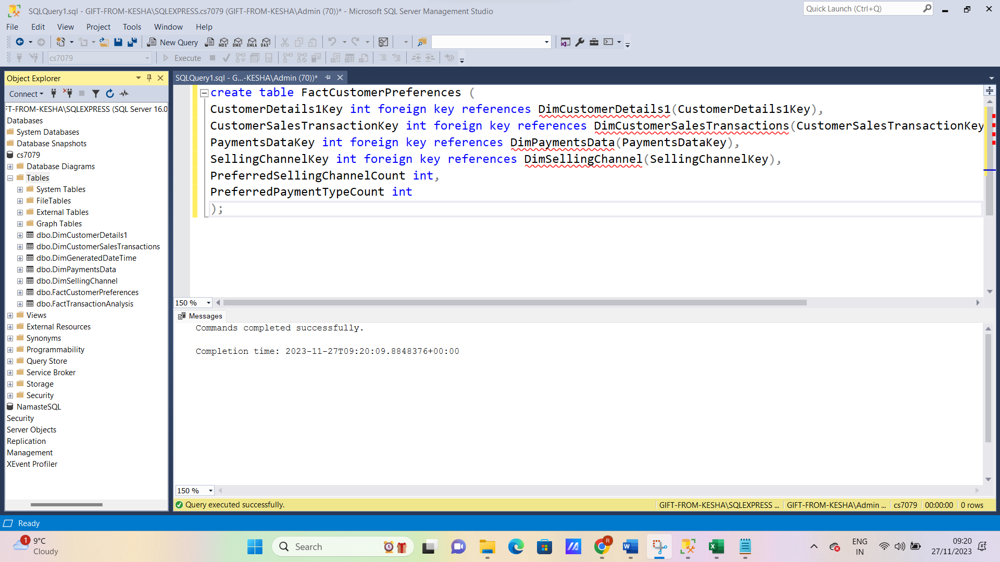 SQLQuery1.sql - GIFT-FROM-KESHA\SQLEXPRESS.cs7079 (GIFT-FROM-KESHA\Admin (70))* - Microsoft SQL Server Management Studio
Quick Launch (Ctrl+Q)
File Edit View Project Tools Window Help
New Query MDX DMX XMLA DAX
cs7079 Execute
Object Explorer
Connect
FT-FROM-KESHA\SQLEXPRESS (SQL Server 16.0
Databases
System Databases
Database Snapshots
cs7079
Database Diagrams
Tables
System Tables
FileTables
External Tables
Graph Tables
dbo.DimCustomerDetails1
dbo.DimCustomerSalesTransactions
dbo.DimGeneratedDateTime
dbo.DimPaymentsData
dbo.DimSellingChannel
dbo.FactCustomerPreferences
dbo.FactTransactionAnalysis
Views
External Resources
Synonyms
Programmability
Query Store
Service Broker
Storage
Security
NamasteSQL
Security
Server Objects
Replication
Management
XEvent Profiler
SQLQuery1.sql - G...-KESHA\Admin (70))*
create table FactCustomerPreferences (
CustomerDetails1Key int foreign key references DimCustomerDetails1(CustomerDetails1Key),
CustomerSalesTransactionKey int foreign key references DimCustomerSalesTransactions(CustomerSalesTransactionKey
PaymentsDataKey int foreign key references DimPaymentsData(PaymentsDataKey),
SellingChannelKey int foreign key references DimSellingChannel(SellingChannelKey),
PreferredSellingChannelCount int,
PreferredPaymentTypeCount int
);
150 %
Messages
Commands completed successfully.
Completion time: 2023-11-27T09:20:09.8848376+00:00
150 %
Query executed successfully. GIFT-FROM-KESHA\SQLEXPRESS ... GIFT-FROM-KESHA\Admin ... cs7079 00:00:00 0 rows
Ready
1 9°C
Cloudy
Search
R
ENG
IN
09:20
27/11/2023